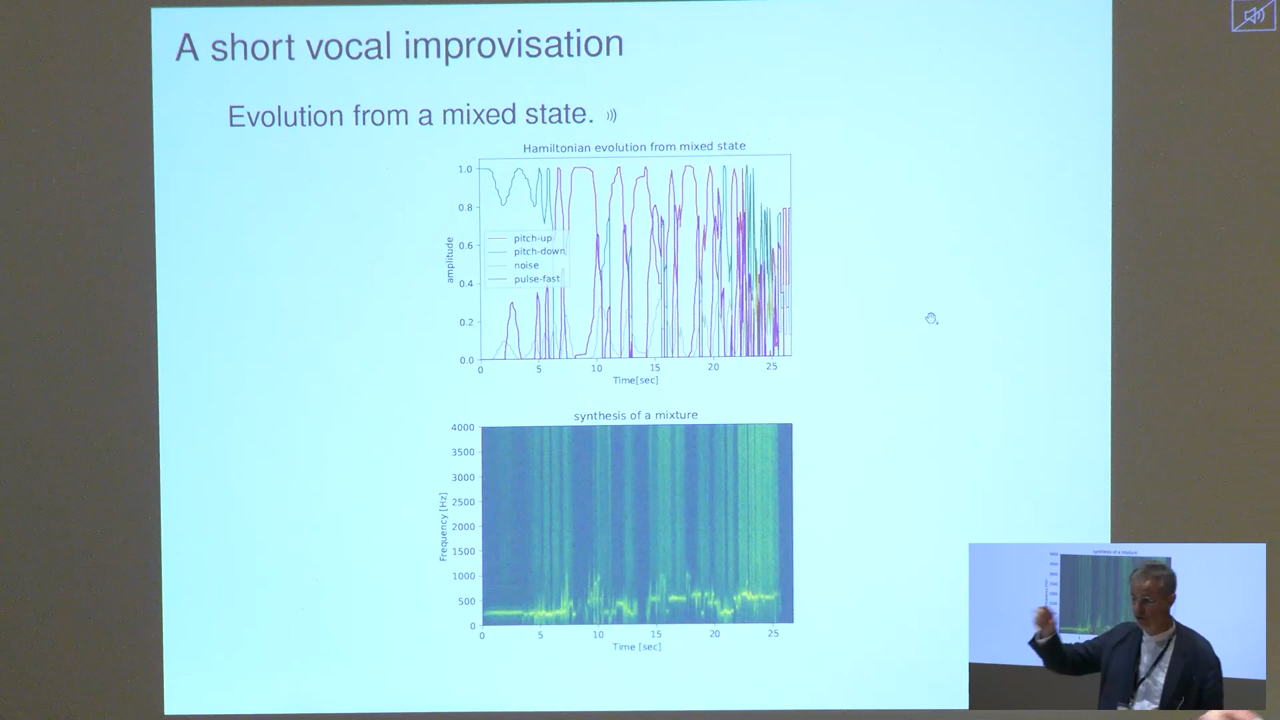 A short vocal improvisation
Evolution from a mixed state. )))
Hamiltonian evolution from mixed state
1.0
0.8
0.6
0.4
0.2
0.0
amplitude
pitch-up
pitch-down
noise
pulse-fast
0 5 10 15 20 25
Time[sec]
synthesis of a mixture
4000
3500
3000
2500
2000
1500
1000
500
0
Frequency [Hz]
0 5 10 15 20 25
Time [sec]
synthesis of a mixture